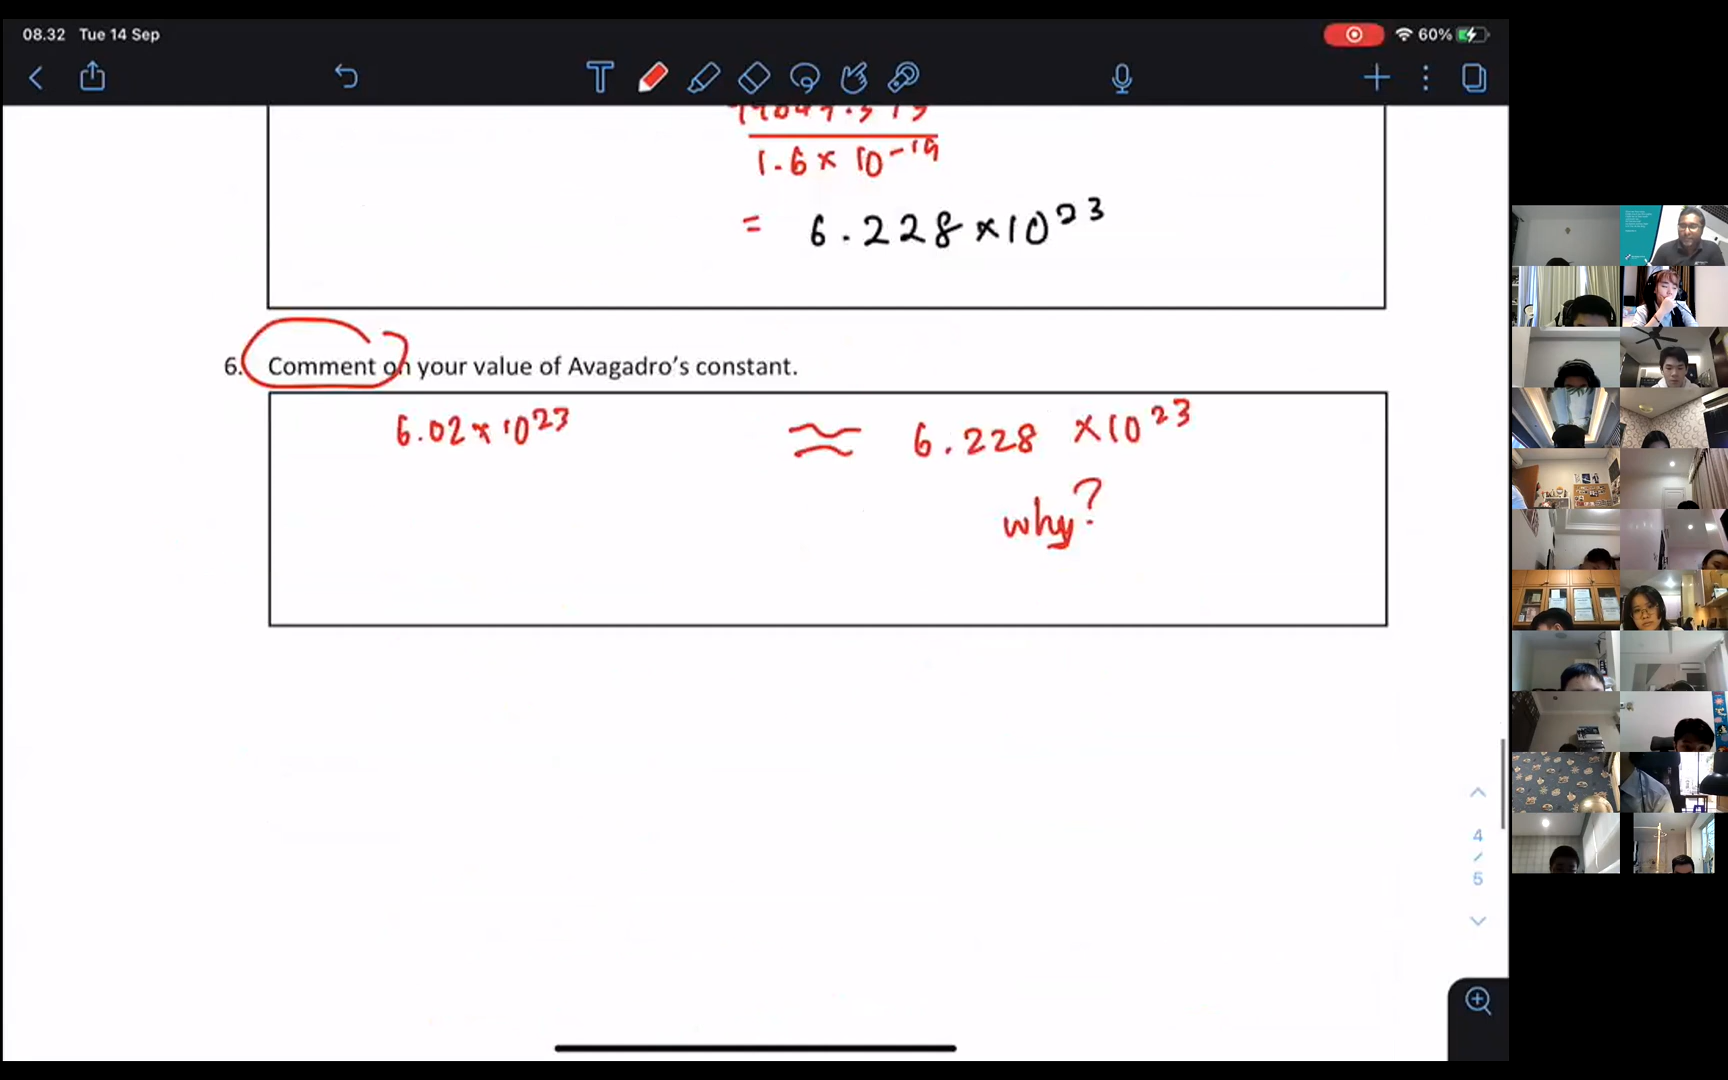 08.32 Tue 14 Sep
60%
1.6 × 10⁻¹⁹
= 6.228 × 10²³
6. Comment on your value of Avagadro's constant.
6.02 × 10²³ ≈ 6.228 × 10²³
why?
4
/
5